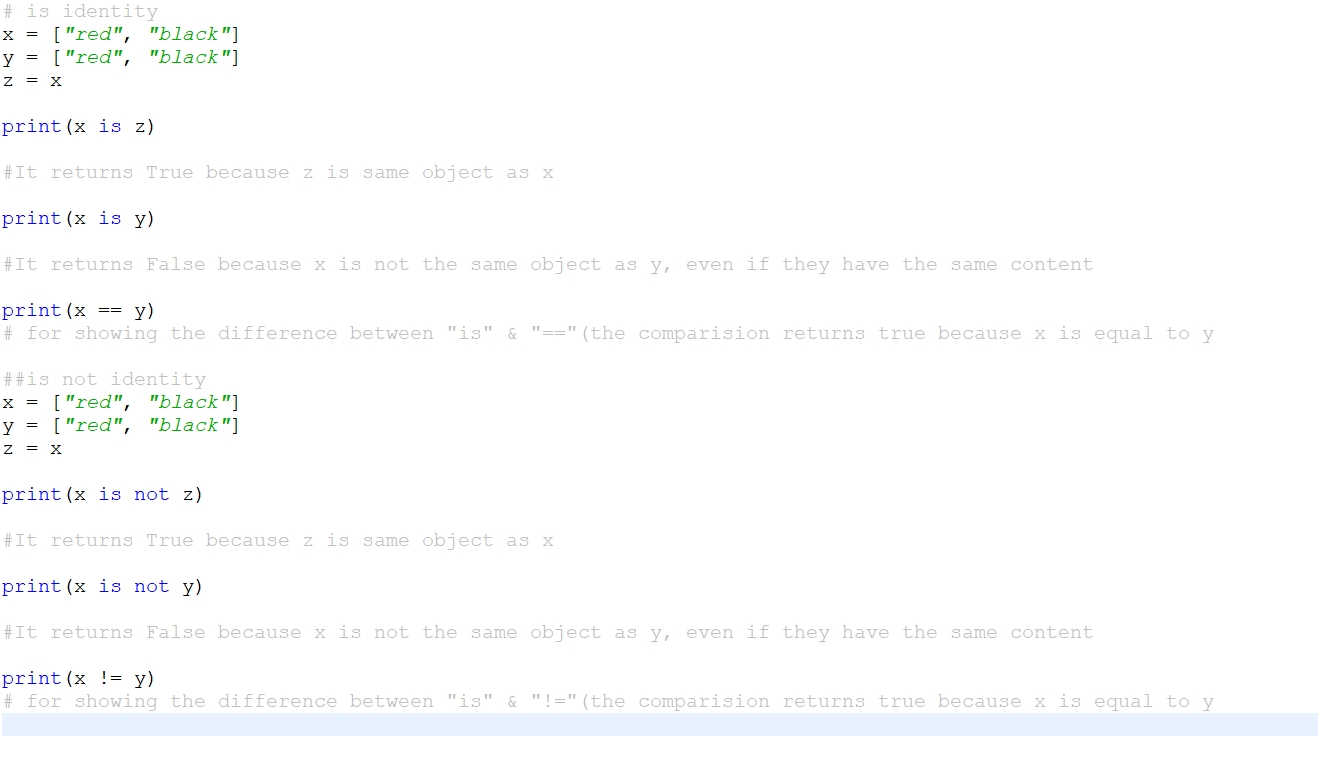 # is identity
x = ["red", "black"]
y = ["red", "black"]
z = x
print(x is z)
#It returns True because z is same object as x
print(x is y)
#It returns False because x is not the same object as y, even if they have the same content
print(x == y)
# for showing the difference between "is" & "=="(the comparision returns true because x is equal to y
##is not identity
x = ["red", "black"]
y = ["red", "black"]
z = x
print(x is not z)
#It returns True because z is same object as x
print(x is not y)
#It returns False because x is not the same object as y, even if they have the same content
print(x != y)
# for showing the difference between "is" & "!="(the comparision returns true because x is equal to y